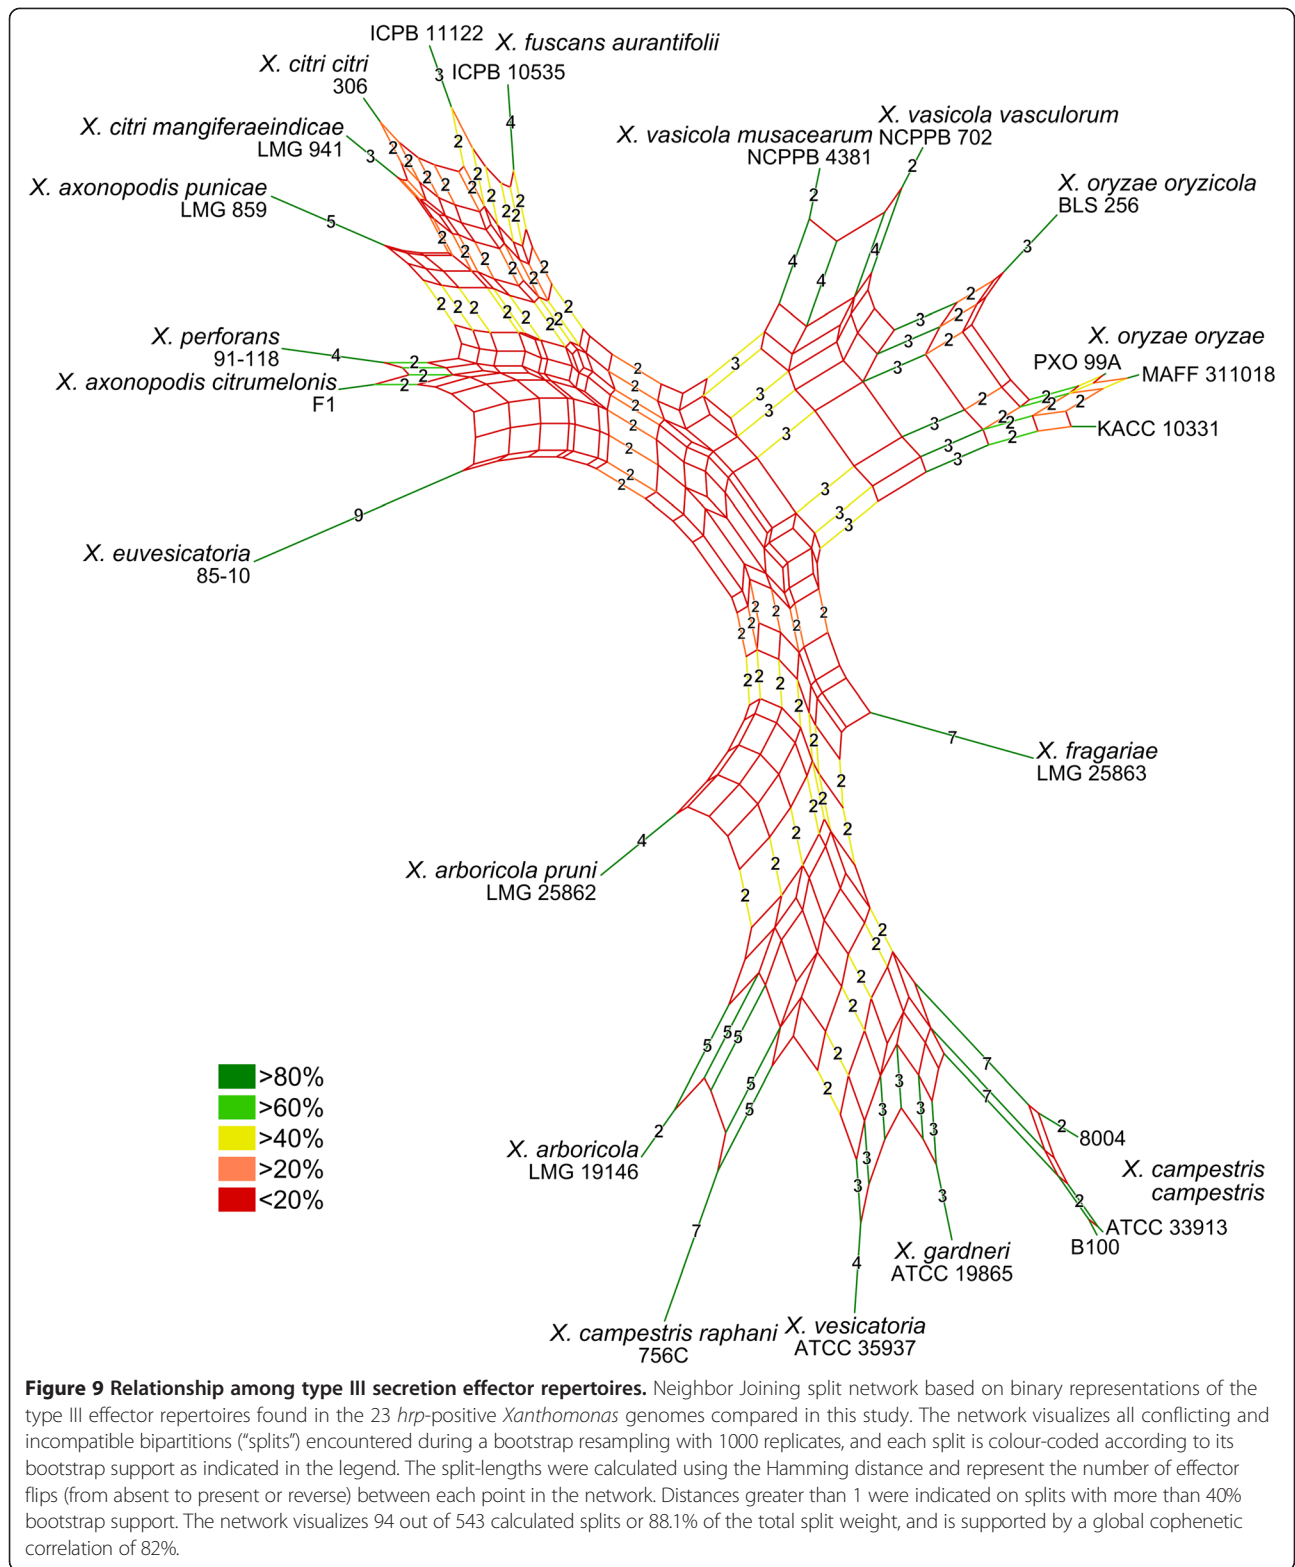 ICPB 11122
X. fuscans aurantifolii
ICPB 10535
X. citri citri
306
X. citri mangiferaeindicae
LMG 941
X. axonopodis punicae
LMG 859
X. perforans
91-118
X. axonopodis citrumelonis
F1
X. euvesicatoria
85-10
X. vasicola musacearum
NCPPB 4381
X. vasicola vasculorum
NCPPB 702
X. oryzae oryzicola
BLS 256
X. oryzae oryzae
PXO 99A
MAFF 311018
KACC 10331
X. fragariae
LMG 25863
X. arboricola pruni
LMG 25862
>80%
>60%
>40%
>20%
<20%
X. arboricola
LMG 19146
X. campestris raphani
756C
X. vesicatoria
ATCC 35937
X. gardneri
ATCC 19865
8004
X. campestris
campestris
ATCC 33913
B100
Figure 9 Relationship among type III secretion effector repertoires. Neighbor Joining split network based on binary representations of the
type III effector repertoires found in the 23 hrp-positive Xanthomonas genomes compared in this study. The network visualizes all conflicting and
incompatible bipartitions (“splits”) encountered during a bootstrap resampling with 1000 replicates, and each split is colour-coded according to its
bootstrap support as indicated in the legend. The split-lengths were calculated using the Hamming distance and represent the number of effector
flips (from absent to present or reverse) between each point in the network. Distances greater than 1 were indicated on splits with more than 40%
bootstrap support. The network visualizes 94 out of 543 calculated splits or 88.1% of the total split weight, and is supported by a global cophenetic
correlation of 82%.